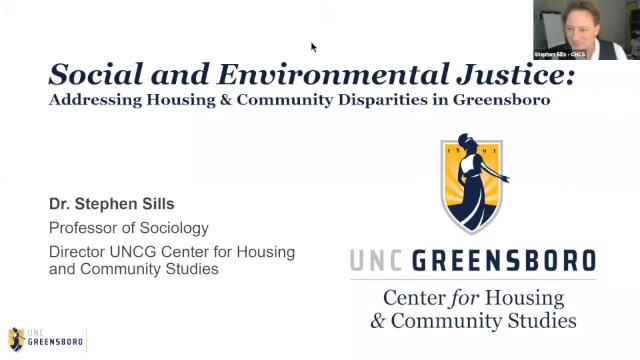 Stephen Sills - CHCS
Social and Environmental Justice:
Addressing Housing & Community Disparities in Greensboro
1891
Dr. Stephen Sills
Professor of Sociology
Director UNCG Center for Housing
and Community Studies
UNC GREENSBORO
Center for Housing
& Community Studies
UNC
GREENSBORO